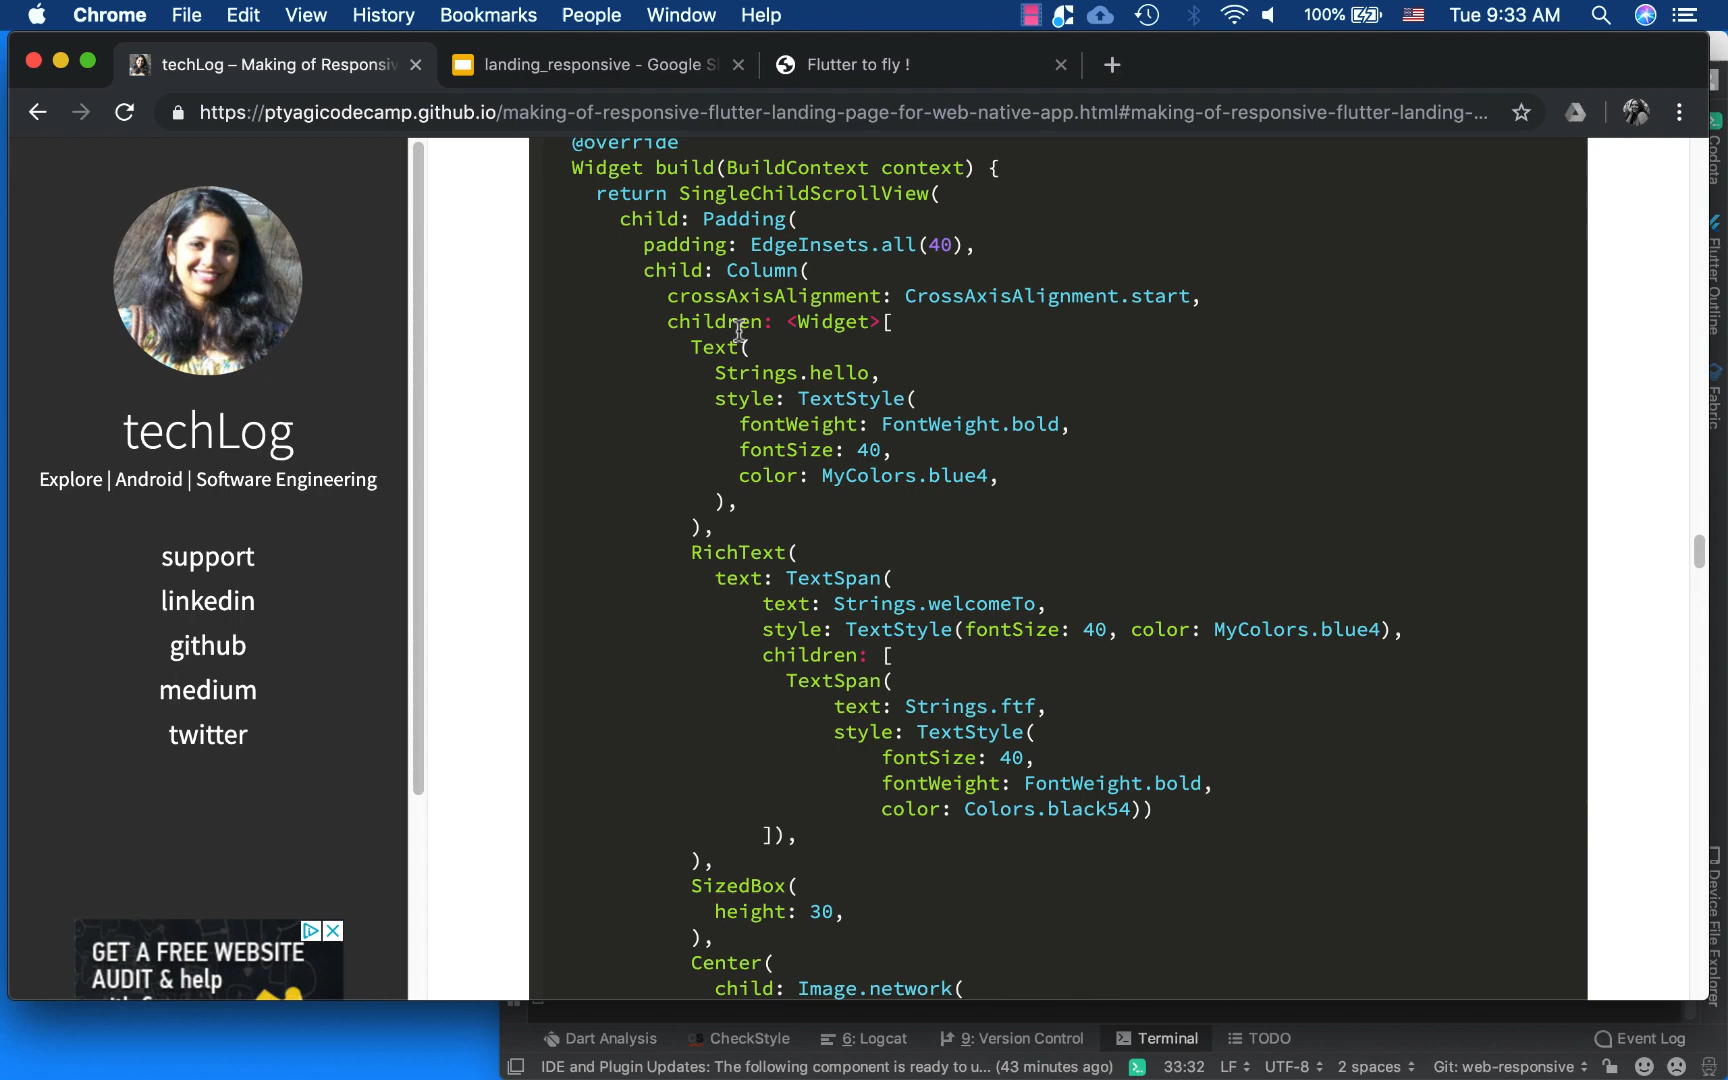 Chrome File Edit View History Bookmarks People Window Help 100% Tue 9:33 AM
techLog – Making of Responsiv
landing_responsive - Google Sl
Flutter to fly !
https://ptyagicodecamp.github.io/making-of-responsive-flutter-landing-page-for-web-native-app.html#making-of-responsive-flutter-landing-...
techLog
Explore | Android | Software Engineering
support
linkedin
github
medium
twitter
GET A FREE WEBSITE
AUDIT & help
@override
Widget build(BuildContext context) {
return SingleChildScrollView(
child: Padding(
padding: EdgeInsets.all(40),
child: Column(
crossAxisAlignment: CrossAxisAlignment.start,
children: <Widget>[
Text(
Strings.hello,
style: TextStyle(
fontWeight: FontWeight.bold,
fontSize: 40,
color: MyColors.blue4,
),
),
RichText(
text: TextSpan(
text: Strings.welcomeTo,
style: TextStyle(fontSize: 40, color: MyColors.blue4),
children: [
TextSpan(
text: Strings.ftf,
style: TextStyle(
fontSize: 40,
fontWeight: FontWeight.bold,
color: Colors.black54))
]),
),
SizedBox(
height: 30,
),
Center(
child: Image.network(
Codota
Flutter Outline
Fabric
Device File Explorer
Dart Analysis CheckStyle 6: Logcat 9: Version Control Terminal TODO Event Log
IDE and Plugin Updates: The following component is ready to u... (43 minutes ago) 33:32 LF UTF-8 2 spaces Git: web-responsive